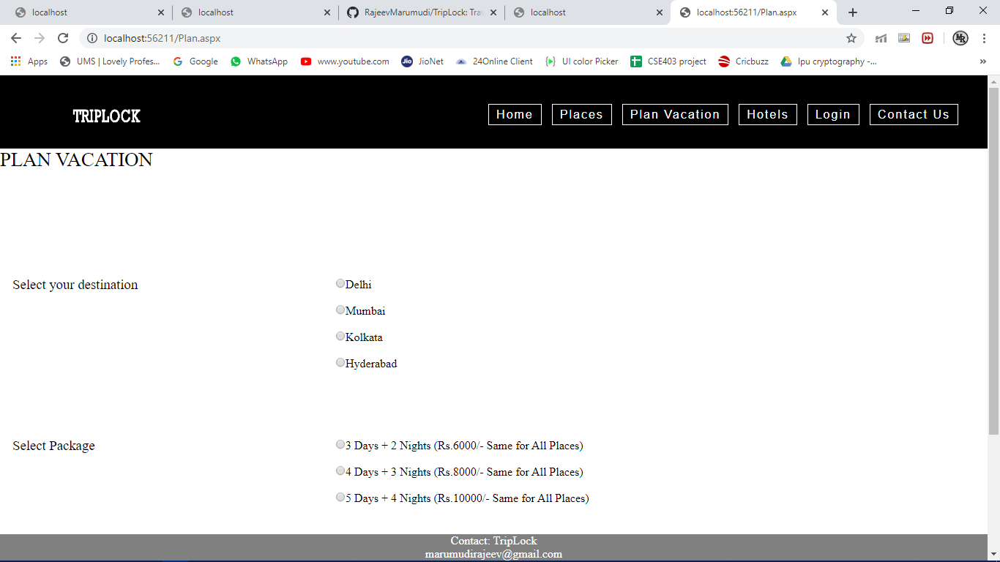 localhost localhost RajeevMarumudi/TripLock: Trav localhost localhost:56211/Plan.aspx
localhost:56211/Plan.aspx
Apps UMS | Lovely Profes... Google WhatsApp www.youtube.com Jio JioNet 24Online Client UI color Picker CSE403 project Cricbuzz lpu cryptography -... »
TRIPLOCK Home Places Plan Vacation Hotels Login Contact Us
PLAN VACATION
Select your destination Delhi
Mumbai
Kolkata
Hyderabad
Select Package 3 Days + 2 Nights (Rs.6000/- Same for All Places)
4 Days + 3 Nights (Rs.8000/- Same for All Places)
5 Days + 4 Nights (Rs.10000/- Same for All Places)
Contact: TripLock
marumudirajeev@gmail.com